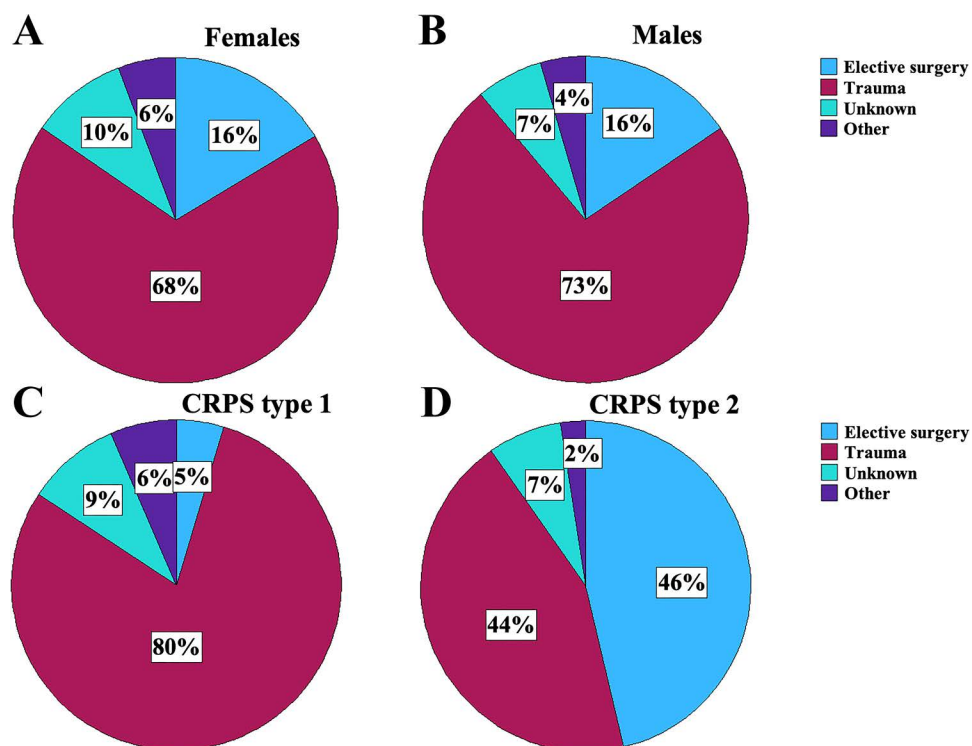 A
Females
6%
10%
16%
68%
B
Males
4%
7%
16%
73%
Elective surgery
Trauma
Unknown
Other
C
CRPS type 1
6%
5%
9%
80%
D
CRPS type 2
2%
7%
46%
44%
Elective surgery
Trauma
Unknown
Other